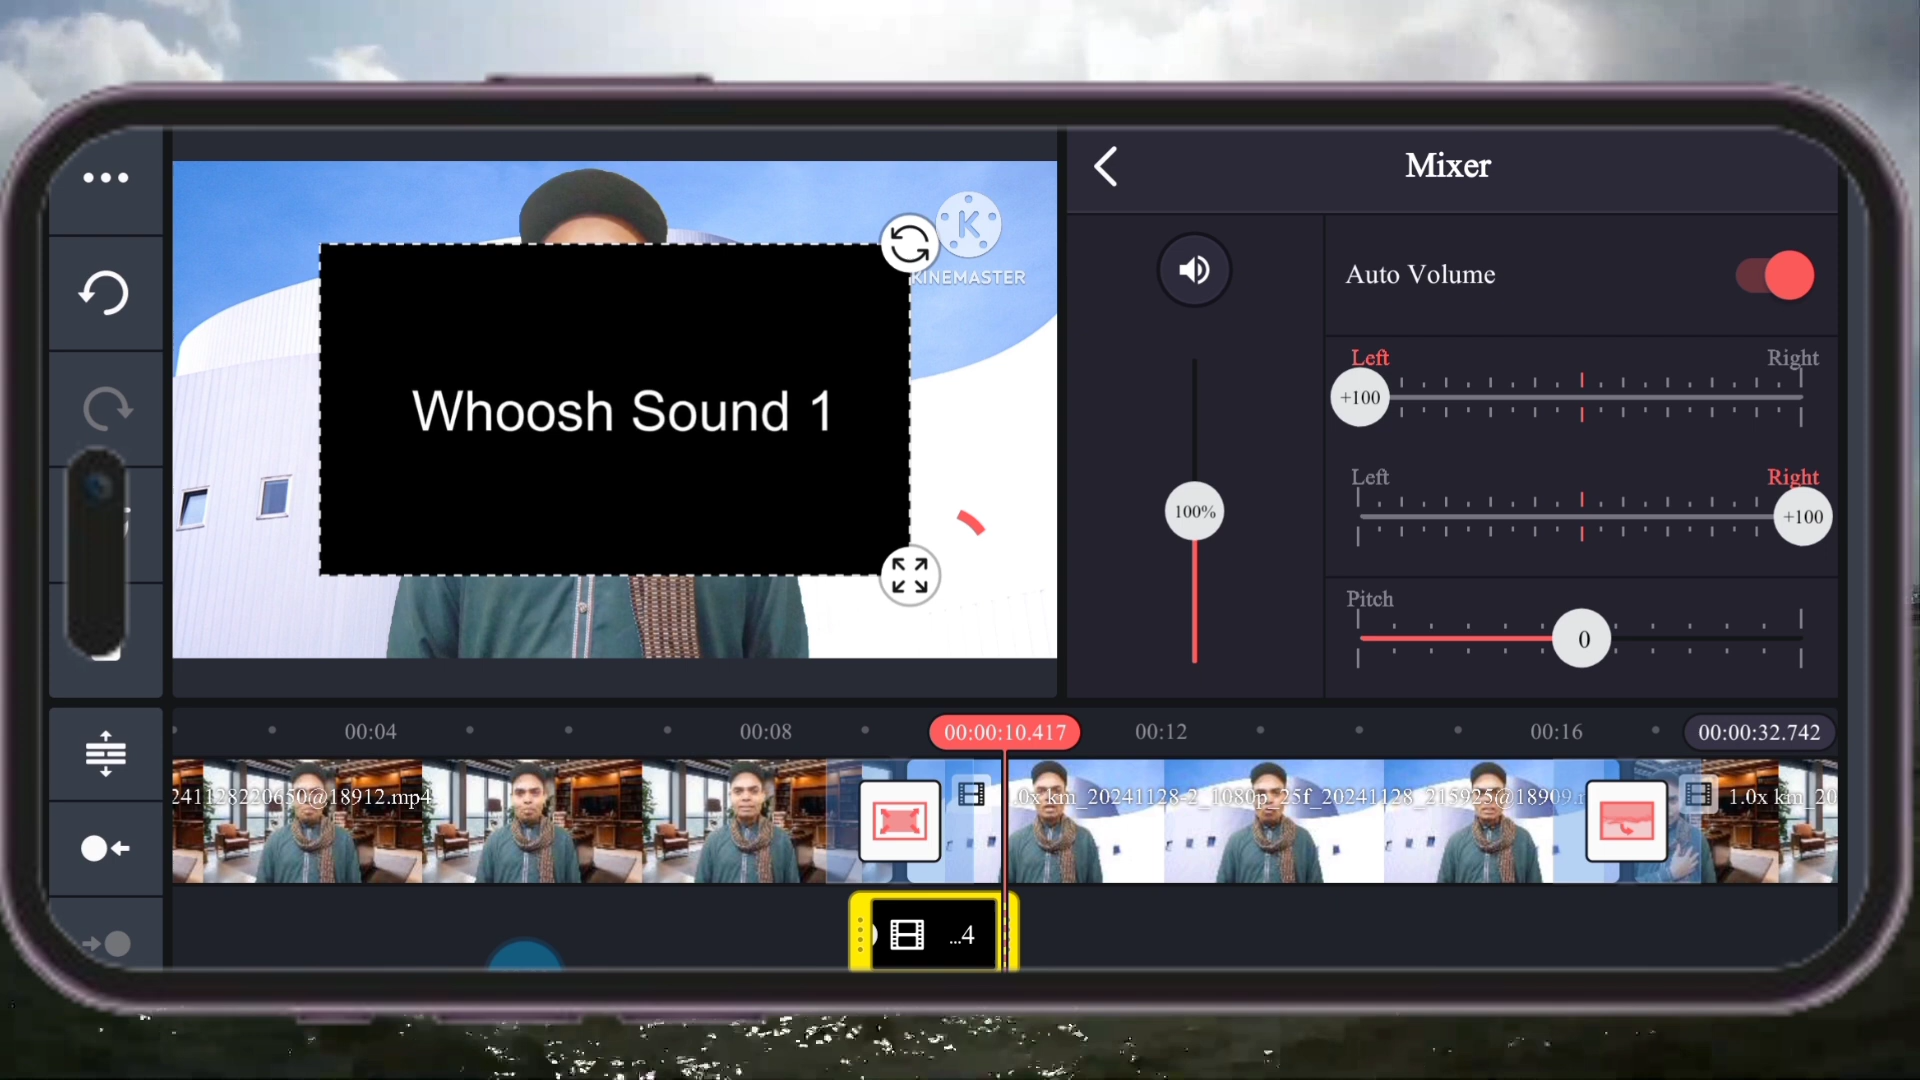 Mixer
KINEMASTER
Whoosh Sound 1
Auto Volume
Left Right
+100
100%
Left Right
+100
Pitch
0
00:04 00:08 00:00:10.417 00:12 00:16 00:00:32.742
241128220650@18912.mp4
.0x km_20241128-2_1080p_25f_20241128_215925@18909.
1.0x km_20
...4